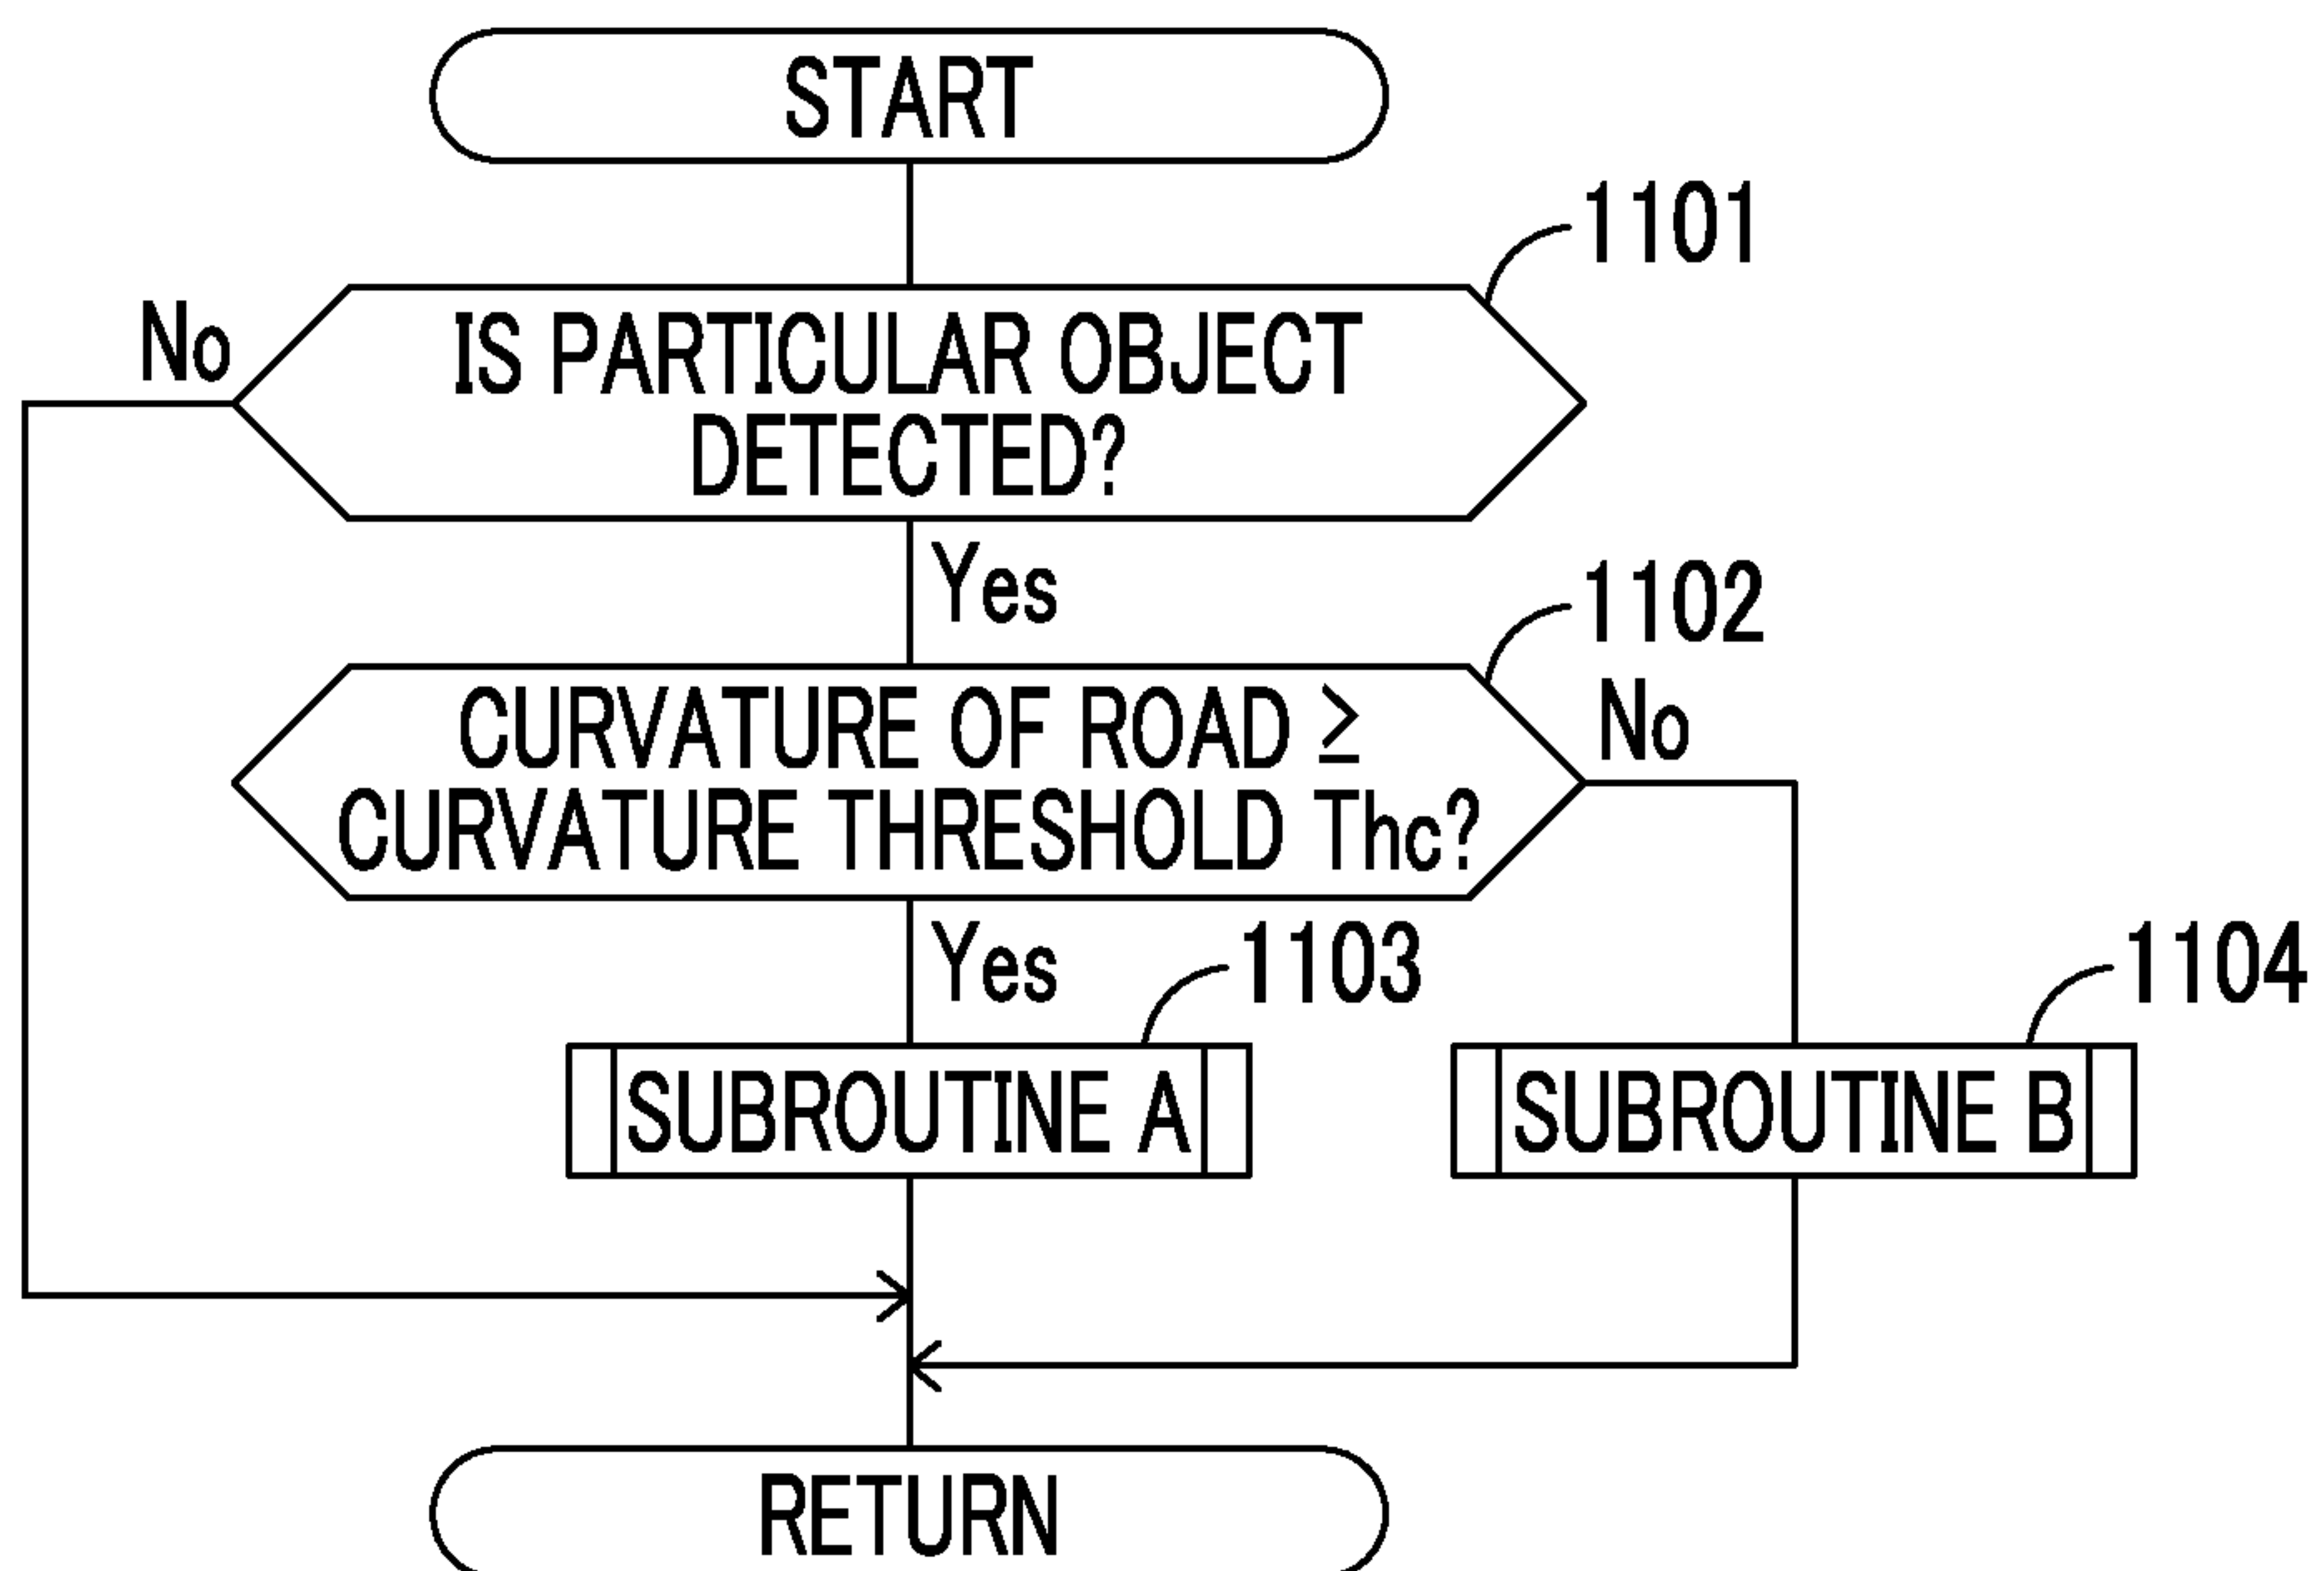 START
1101
No
IS PARTICULAR OBJECT
DETECTED?
Yes
1102
CURVATURE OF ROAD ≥
CURVATURE THRESHOLD Thc?
No
Yes
1103
1104
SUBROUTINE A
SUBROUTINE B
RETURN